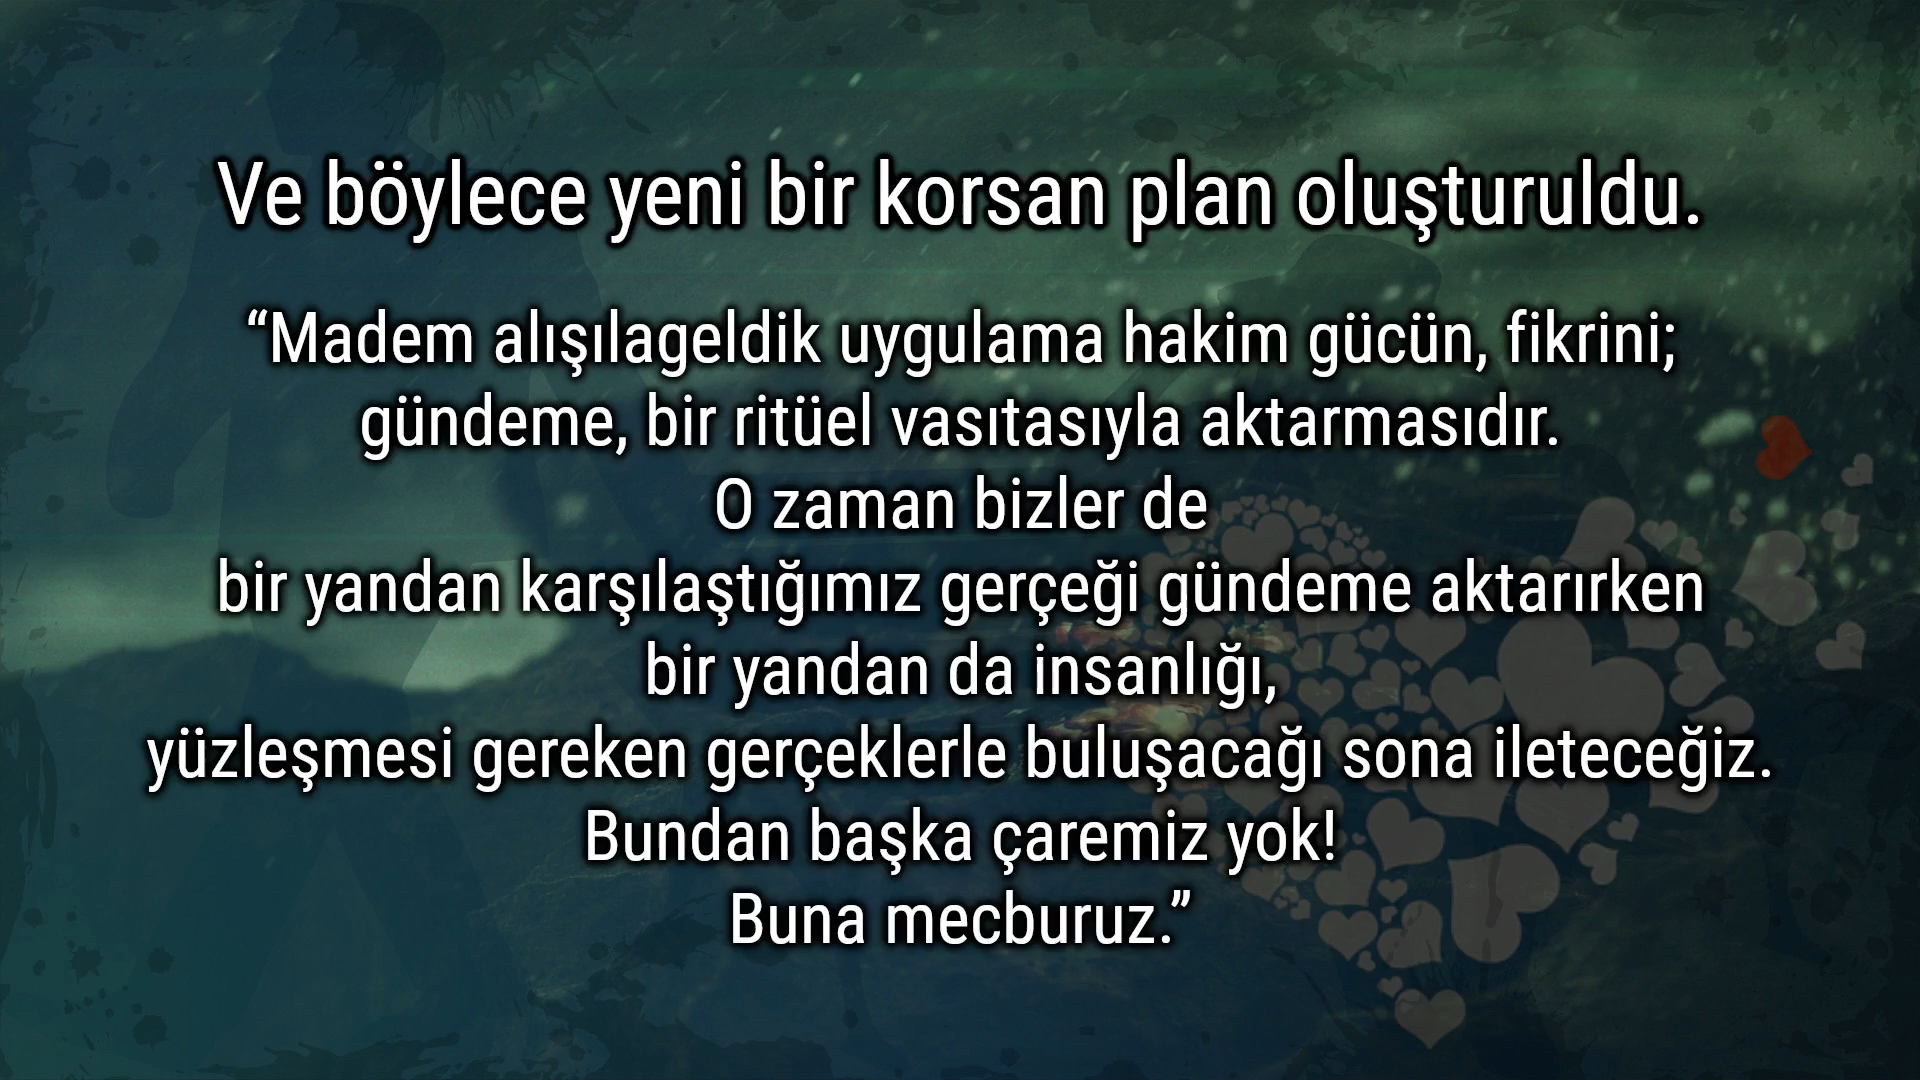 Ve böylece yeni bir korsan plan oluşturuldu.
“Madem alışılageldik uygulama hakim gücün, fikrini;
gündeme, bir ritüel vasıtasıyla aktarmasıdır.
O zaman bizler de
bir yandan karşılaştığımız gerçeği gündeme aktarırken
bir yandan da insanlığı,
yüzleşmesi gereken gerçeklerle buluşacağı sona ileteceğiz.
Bundan başka çaremiz yok!
Buna mecburuz.”